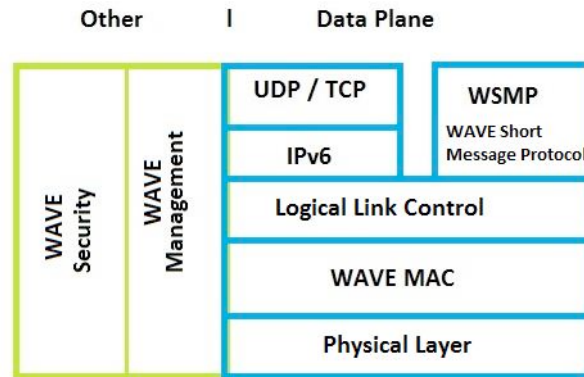 Other | Data Plane
WAVE
Security
WAVE
Management
UDP / TCP
IPv6
WSMP
WAVE Short
Message Protocol
Logical Link Control
WAVE MAC
Physical Layer